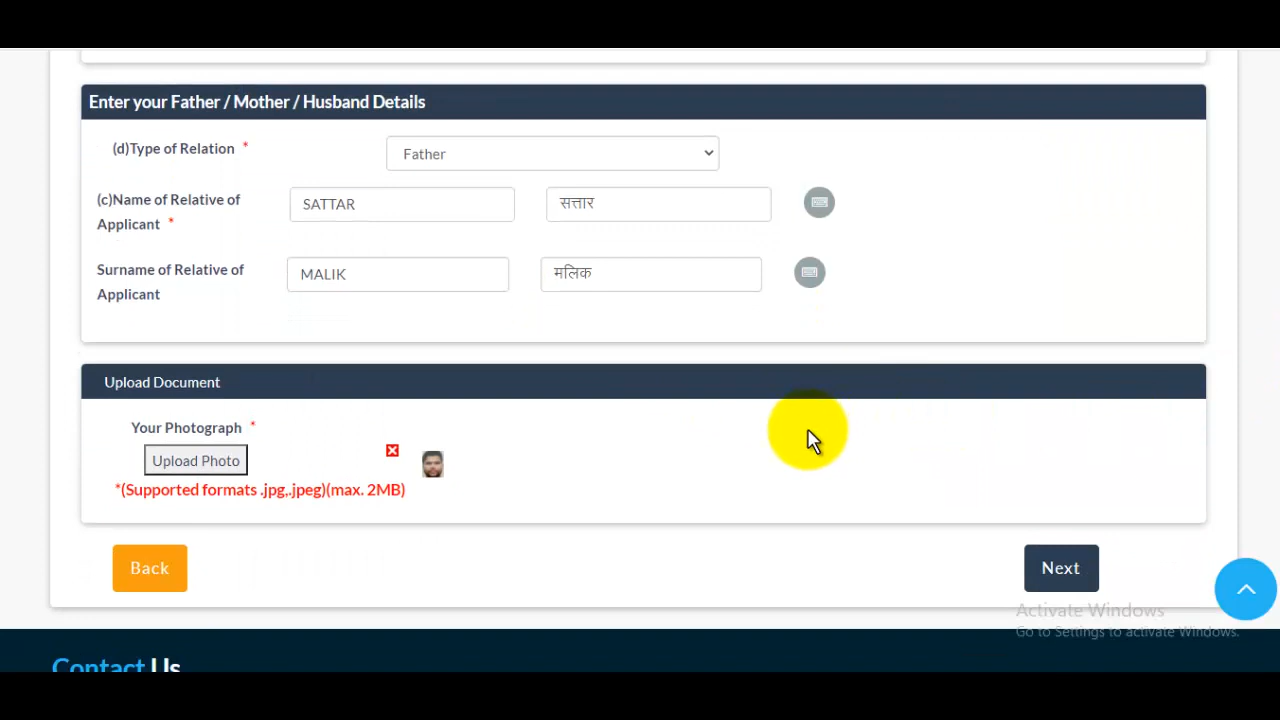 Enter your Father / Mother / Husband Details
(d)Type of Relation *
Father
(c)Name of Relative of
Applicant *
SATTAR
सत्तार
Surname of Relative of
Applicant
MALIK
मलिक
Upload Document
Your Photograph *
Upload Photo
*(Supported formats .jpg,.jpeg)(max. 2MB)
Back
Next
Activate Windows
Go to Settings to activate Windows.
Contact Us